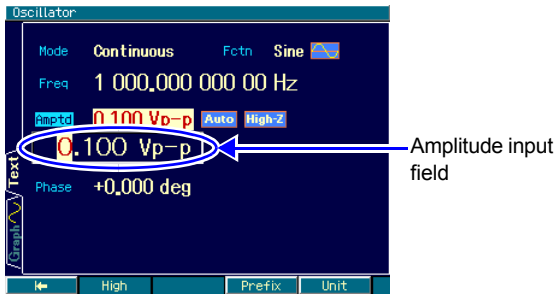 Oscillator
Mode Continuous Fctn Sine
Freq 1 000.000 000 00 Hz
Amptd 0.100 Vp-p Auto High-Z
0.100 Vp-p
Amplitude input
field
Text
Phase +0.000 deg
Graph
High Prefix Unit